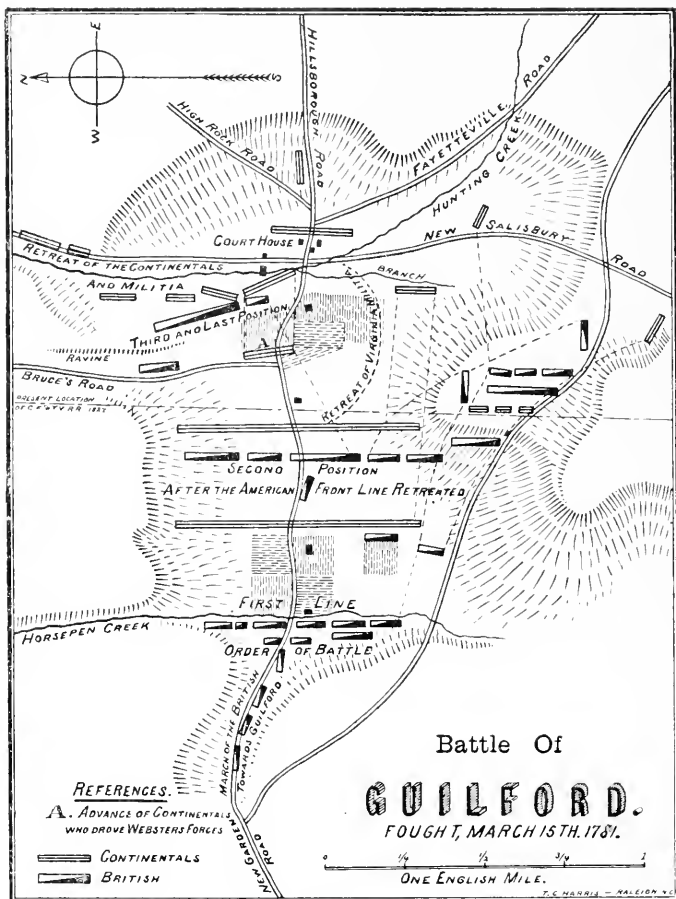 E
N
S
W
HILLSBOROUGH ROAD
HIGH ROCK ROAD
FAYETTEVILLE ROAD
HUNTING CREEK
COURT HOUSE
NEW SALISBURY ROAD
RETREAT OF THE CONTINENTALS
AND MILITIA
BRANCH
LITTLE
THIRD AND LAST POSITION
A
RETREAT OF VIRGINIA
RAVINE
BRUCE'S ROAD
PRESENT LOCATION
SECOND POSITION
AFTER THE AMERICAN FRONT LINE RETREATED
FIRST LINE
HORSEPEN CREEK
ORDER OF BATTLE
MARCH OF THE BRITISH
TOWARDS GUILFORD
NEW GARDEN
ROAD
REFERENCES.
A. ADVANCE OF CONTINENTALS
WHO DROVE WEBSTERS FORCES
CONTINENTALS
BRITISH
Battle Of
GUILFORD.
FOUGHT, MARCH 15TH. 1781.
0 1/4 1/2 3/4 1
ONE ENGLISH MILE.
T.C. HARRIS — RALEIGH N.C.